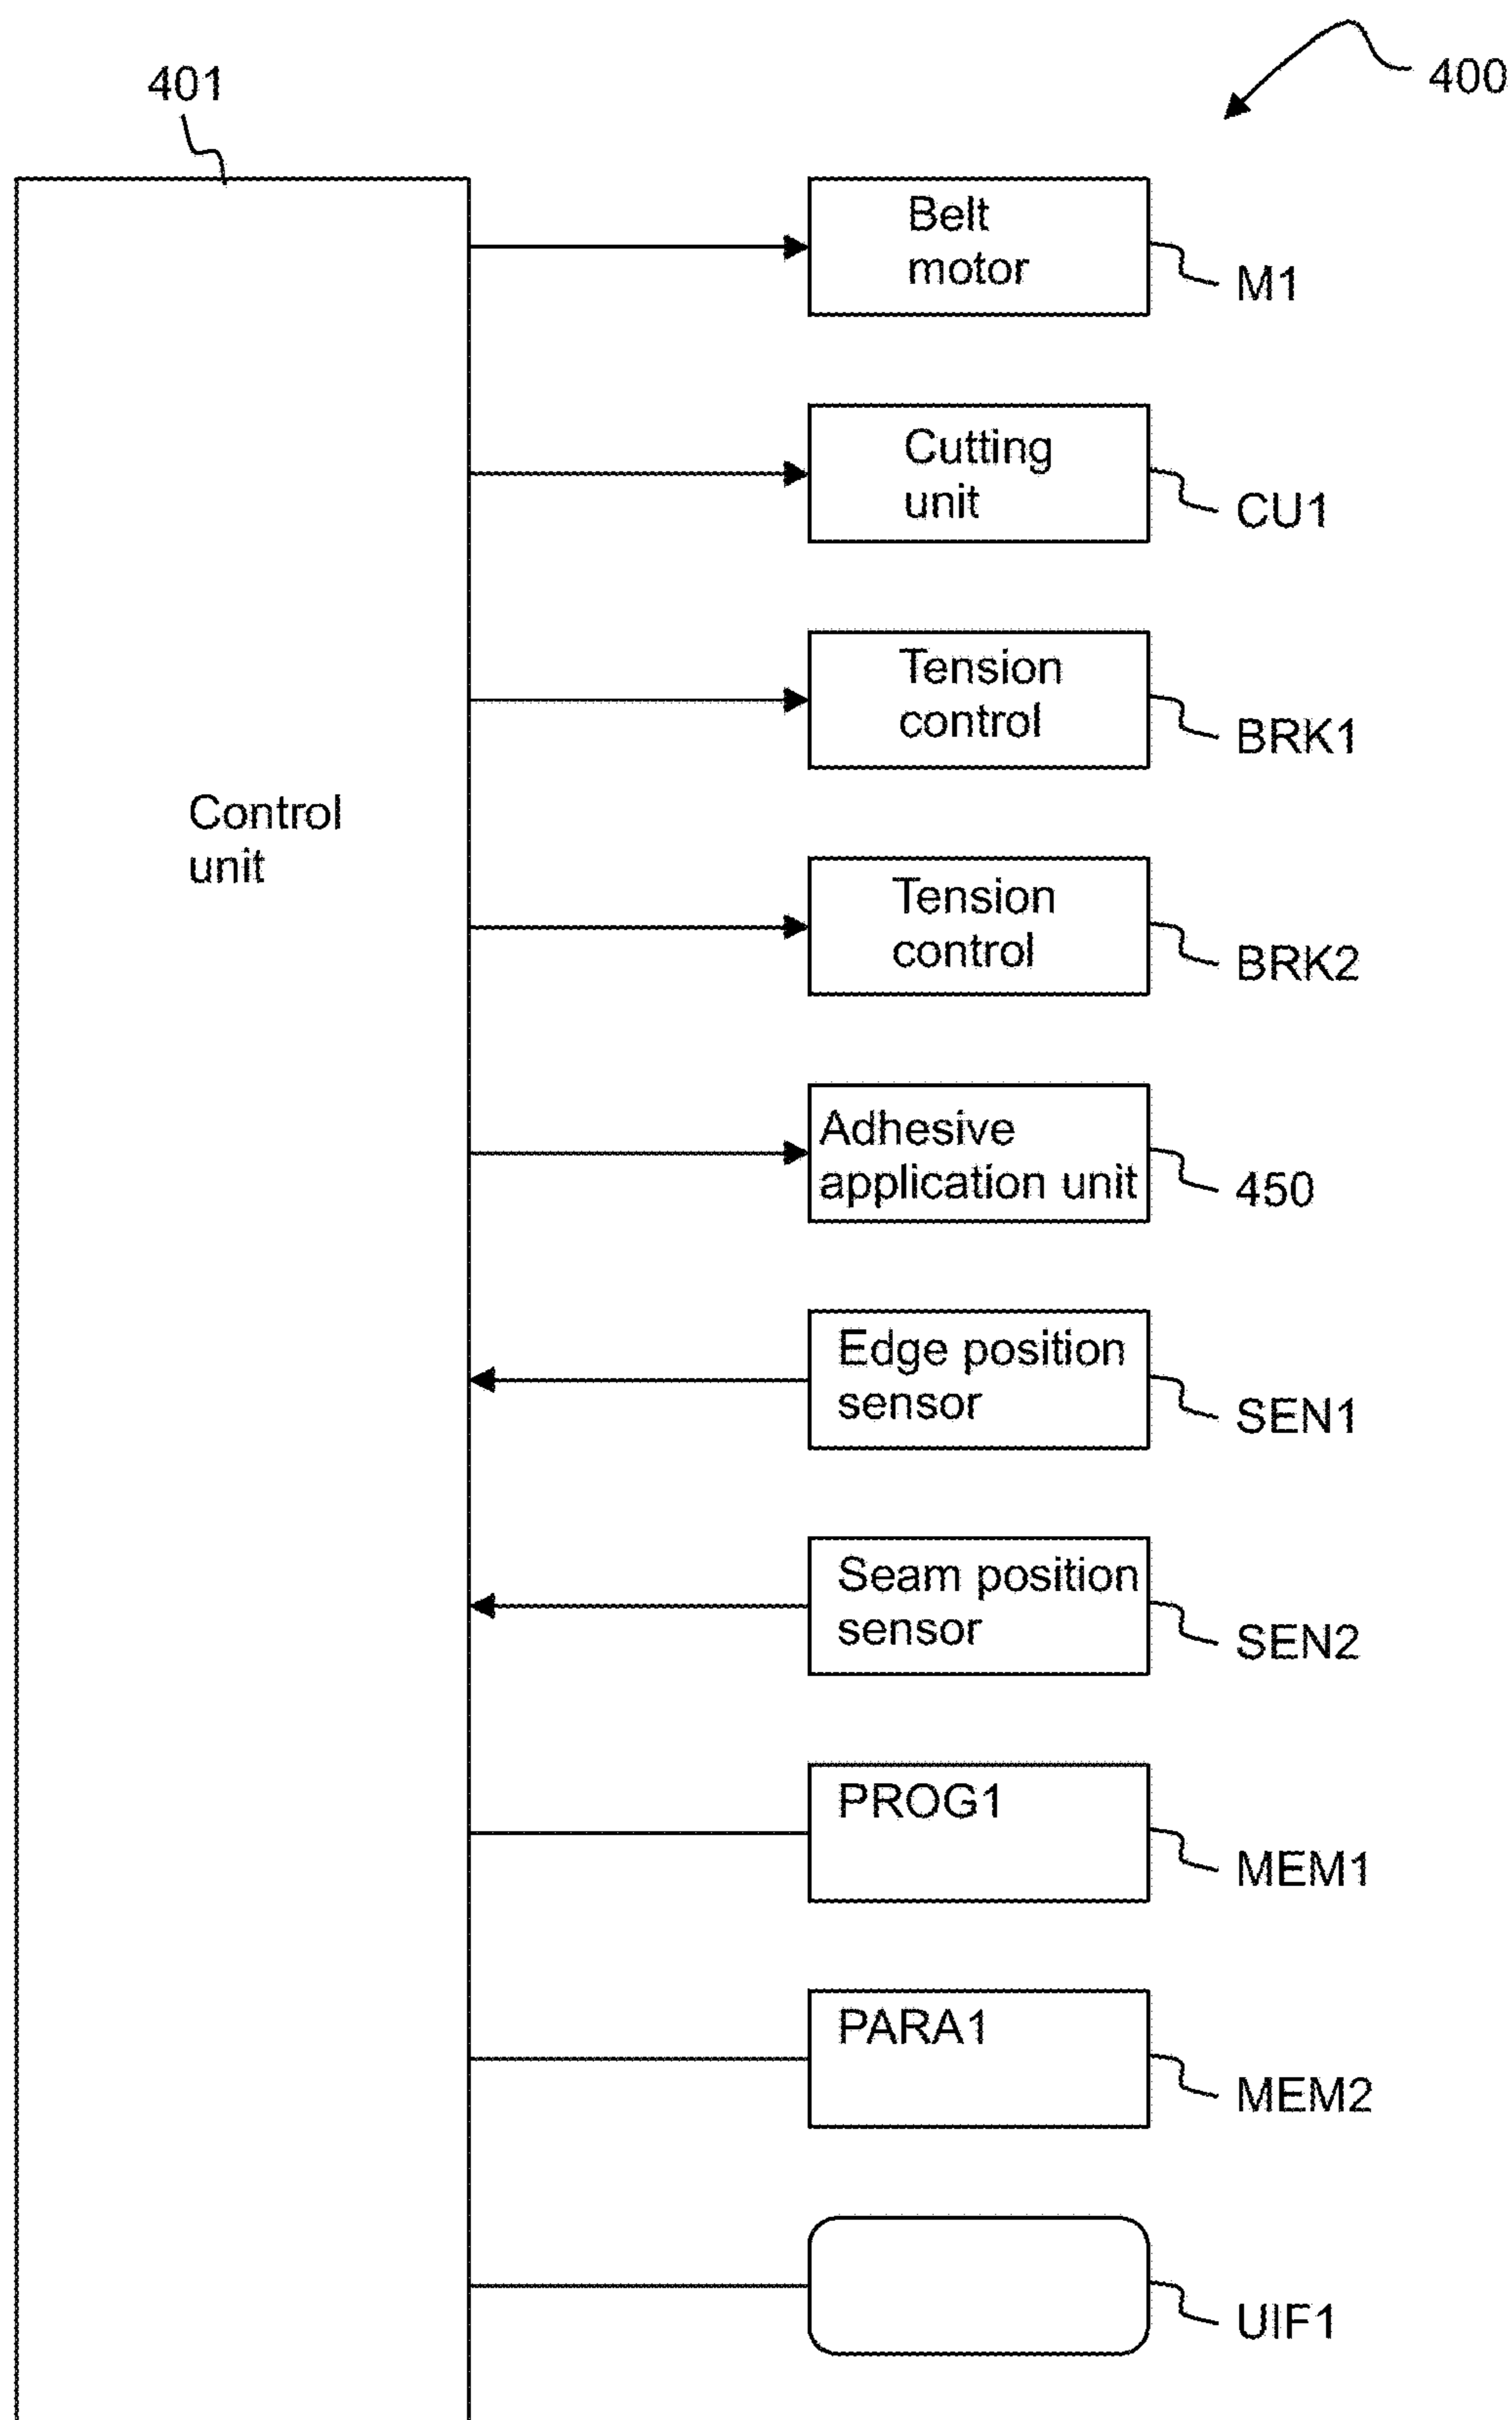 400
401
Belt
motor
M1
Cutting
unit
CU1
Tension
control
BRK1
Control
unit
Tension
control
BRK2
Adhesive
application unit
450
Edge position
sensor
SEN1
Seam position
sensor
SEN2
PROG1
MEM1
PARA1
MEM2
UIF1